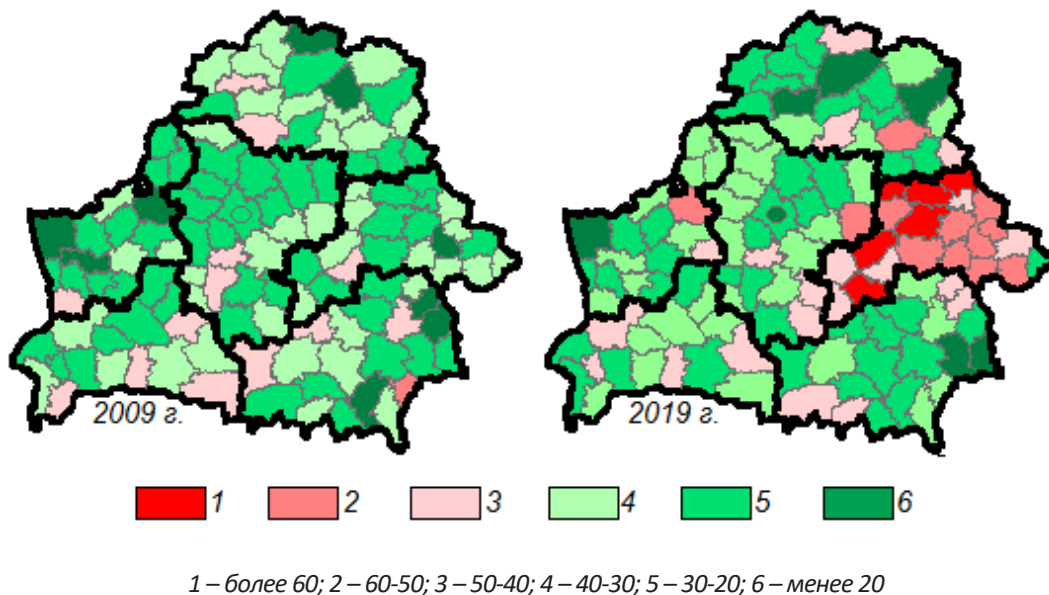 2009 г. 2019 г.
1 2 3 4 5 6
1 – более 60; 2 – 60-50; 3 – 50-40; 4 – 40-30; 5 – 30-20; 6 – менее 20